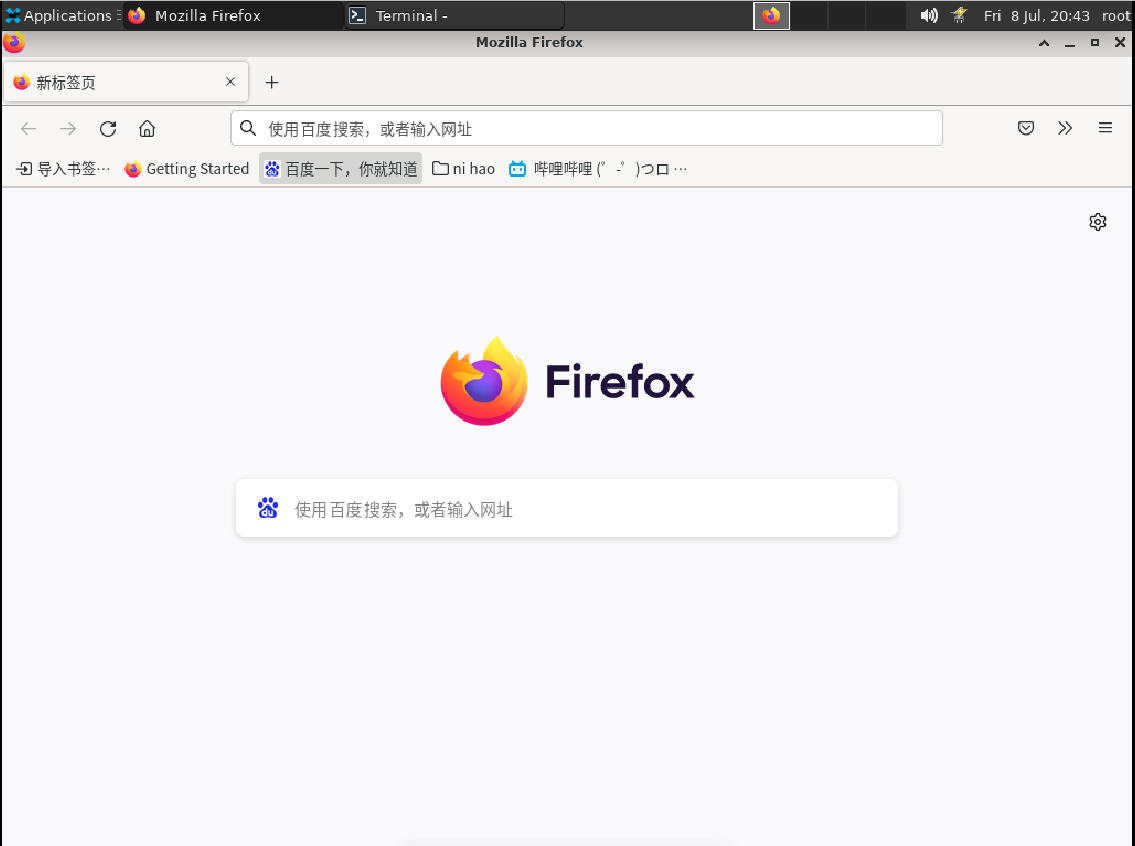 Applications
Mozilla Firefox
Terminal -
Fri 8 Jul, 20:43 root
Mozilla Firefox
新标签页
使用百度搜索，或者输入网址
导入书签…
Getting Started
百度一下，你就知道
ni hao
哔哩哔哩 (゜-゜)つロ …
Firefox
du
使用百度搜索，或者输入网址